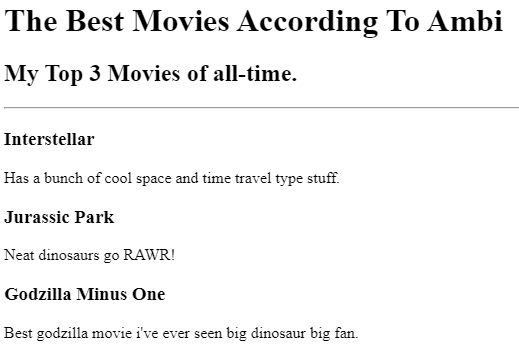 The Best Movies According To Ambi
My Top 3 Movies of all-time.
Interstellar
Has a bunch of cool space and time travel type stuff.
Jurassic Park
Neat dinosaurs go RAWR!
Godzilla Minus One
Best godzilla movie i've ever seen big dinosaur big fan.